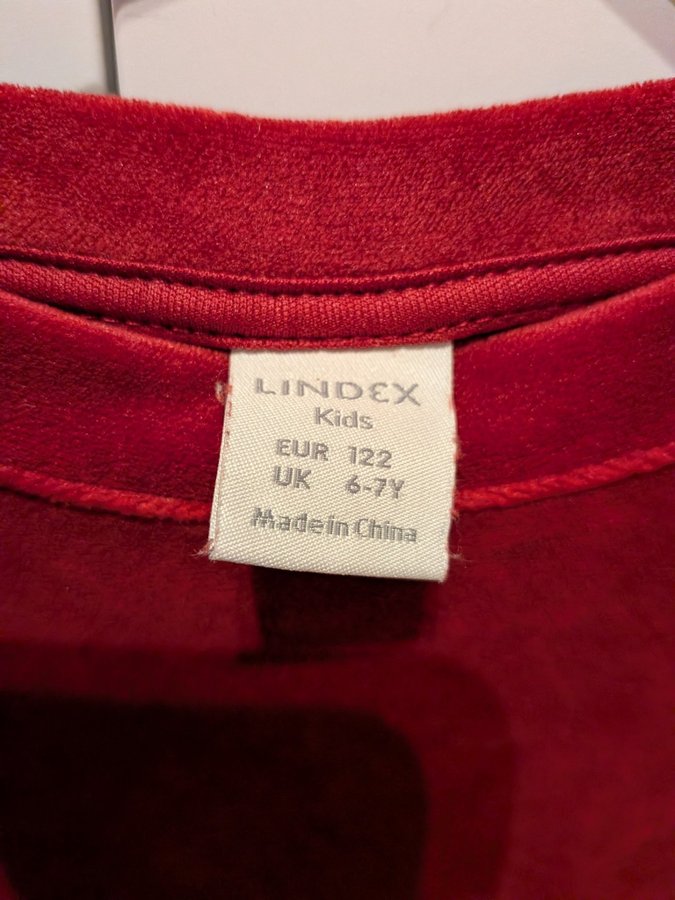 LINDEX
Kids
EUR 122
UK 6-7Y
Made in China